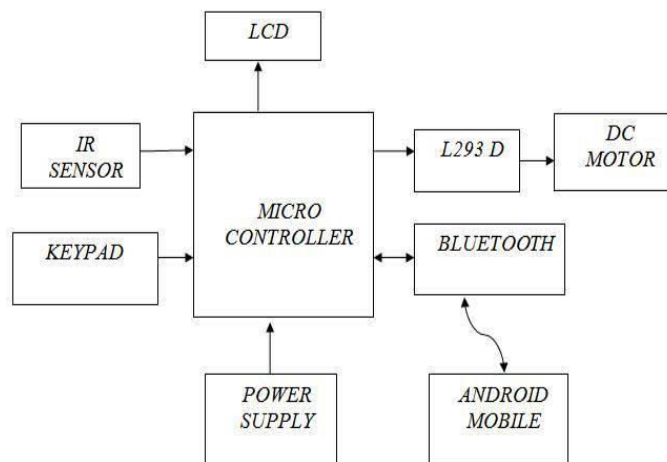 LCD
IR
SENSOR
L293 D
DC
MOTOR
MICRO
CONTROLLER
KEYPAD
BLUETOOTH
POWER
SUPPLY
ANDROID
MOBILE